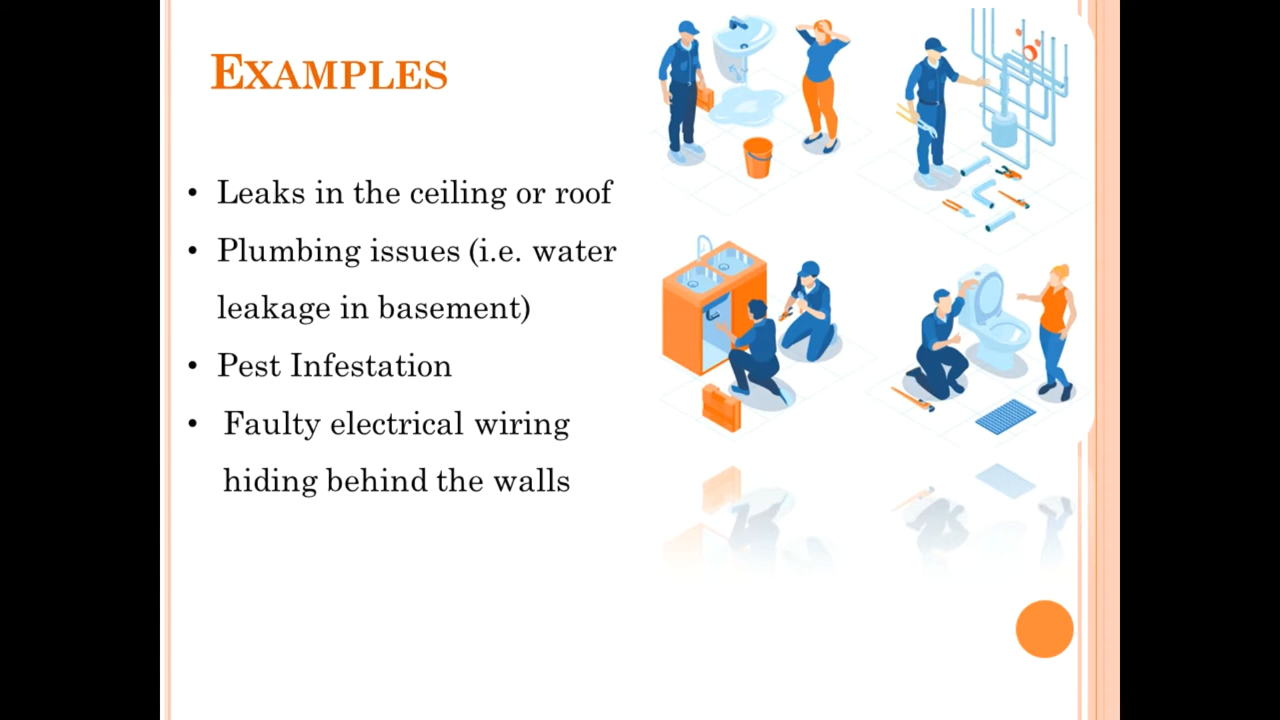 EXAMPLES
• Leaks in the ceiling or roof
• Plumbing issues (i.e. water
leakage in basement)
• Pest Infestation
• Faulty electrical wiring
hiding behind the walls